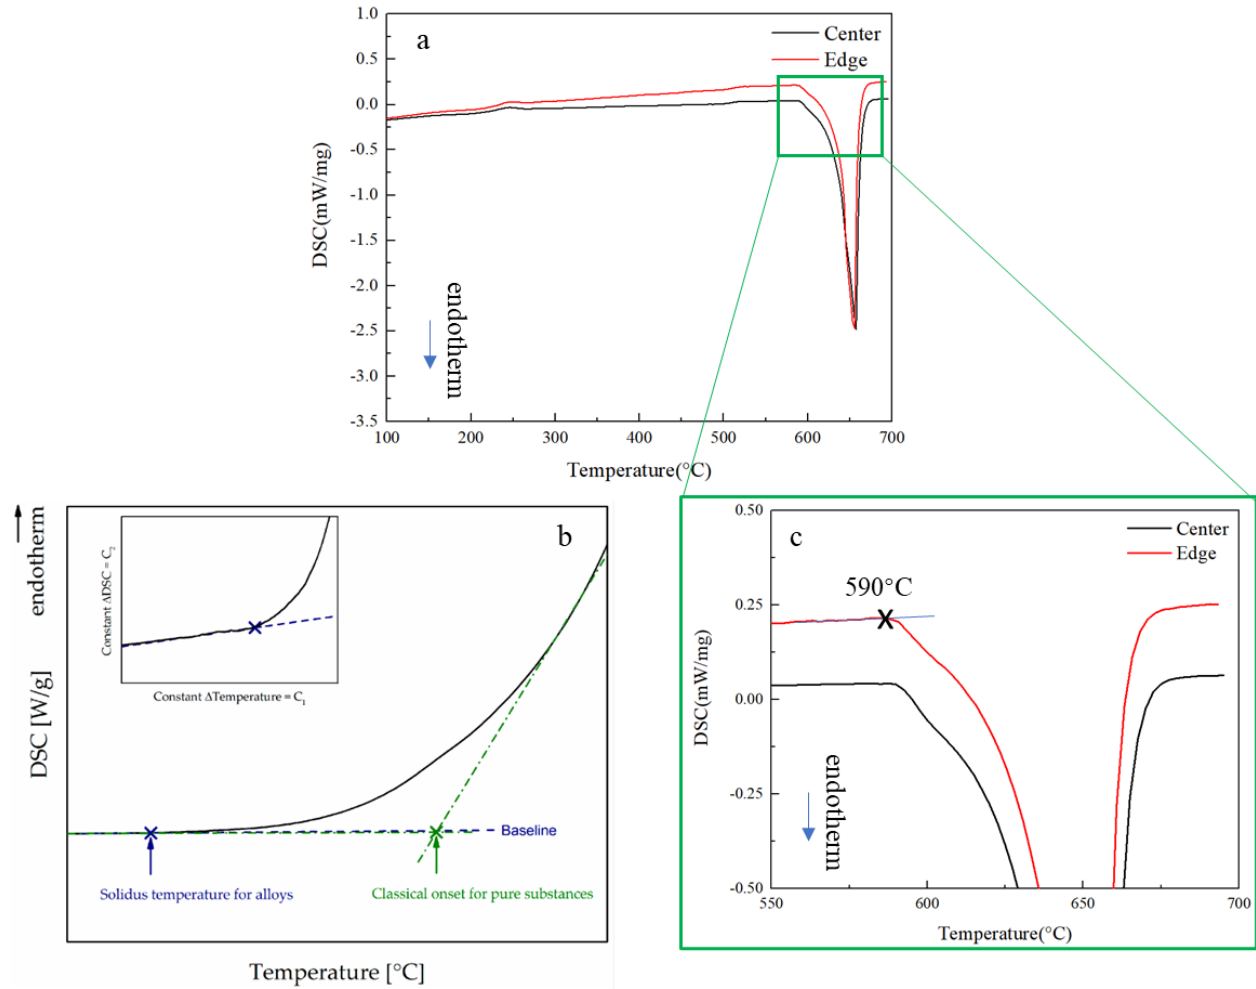 a
Center
Edge
1.0
0.5
0.0
-0.5
-1.0
-1.5
-2.0
-2.5
-3.0
-3.5
DSC(mW/mg)
endotherm
100
200
300
400
500
600
700
Temperature(°C)
b
endotherm
DSC [W/g]
Constant ΔDSC = C₂
Constant ΔTemperature = C₁
Baseline
Solidus temperature for alloys
Classical onset for pure substances
Temperature [°C]
c
Center
Edge
590°C
X
0.50
0.25
0.00
-0.25
-0.50
DSC(mW/mg)
endotherm
550
600
650
700
Temperature(°C)